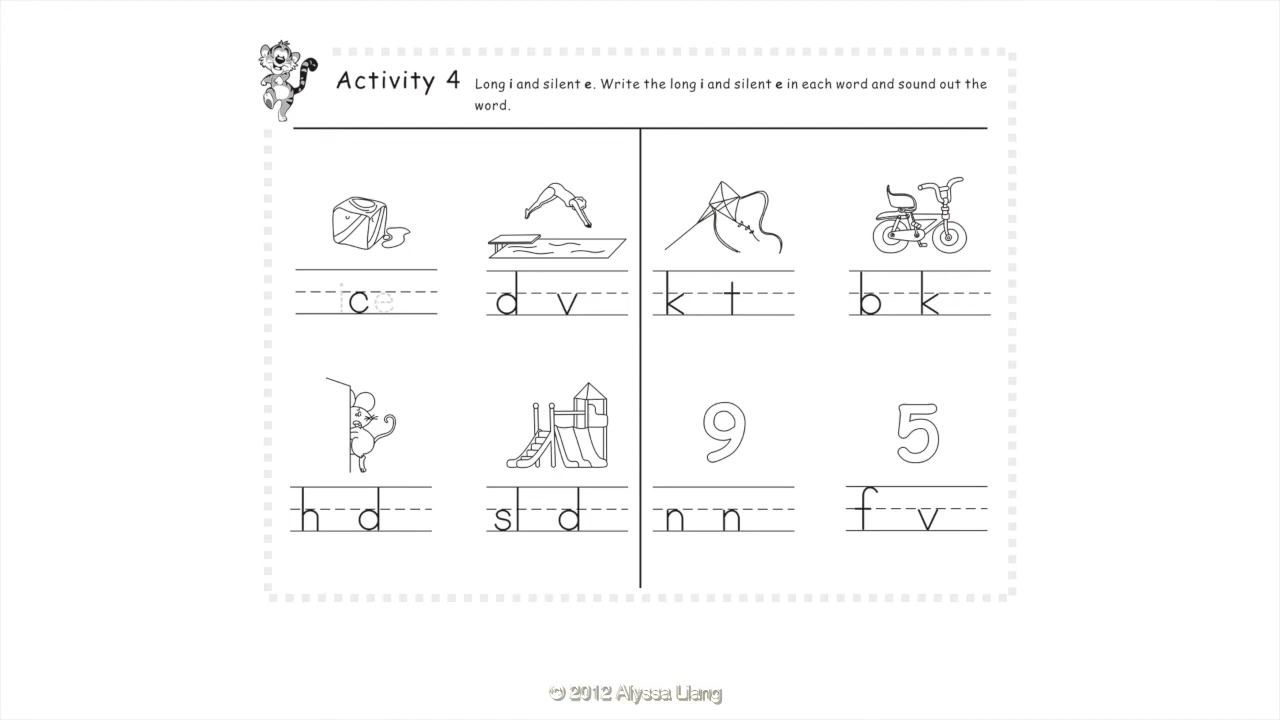 Activity 4
Long i and silent e. Write the long i and silent e in each word and sound out the
word.
ice
d v
k t
b k
h d
sl d
n n
f v
9
5
© 2012 Alyssa Liang